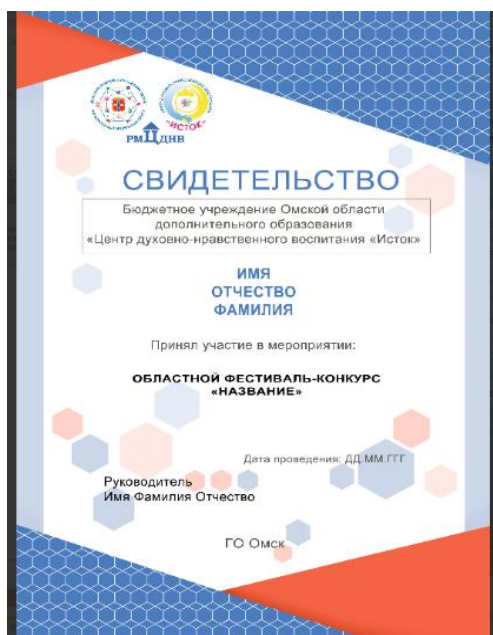 «ИСТОК»
РМЦДНВ
СВИДЕТЕЛЬСТВО
Бюджетное учреждение Омской области
дополнительного образования
«Центр духовно-нравственного воспитания «Исток»
ИМЯ
ОТЧЕСТВО
ФАМИЛИЯ
Принял участие в мероприятии:
ОБЛАСТНОЙ ФЕСТИВАЛЬ-КОНКУРС
«НАЗВАНИЕ»
Дата проведения: ДД.ММ.ГГГ
Руководитель
Имя Фамилия Отчество
ГО Омск